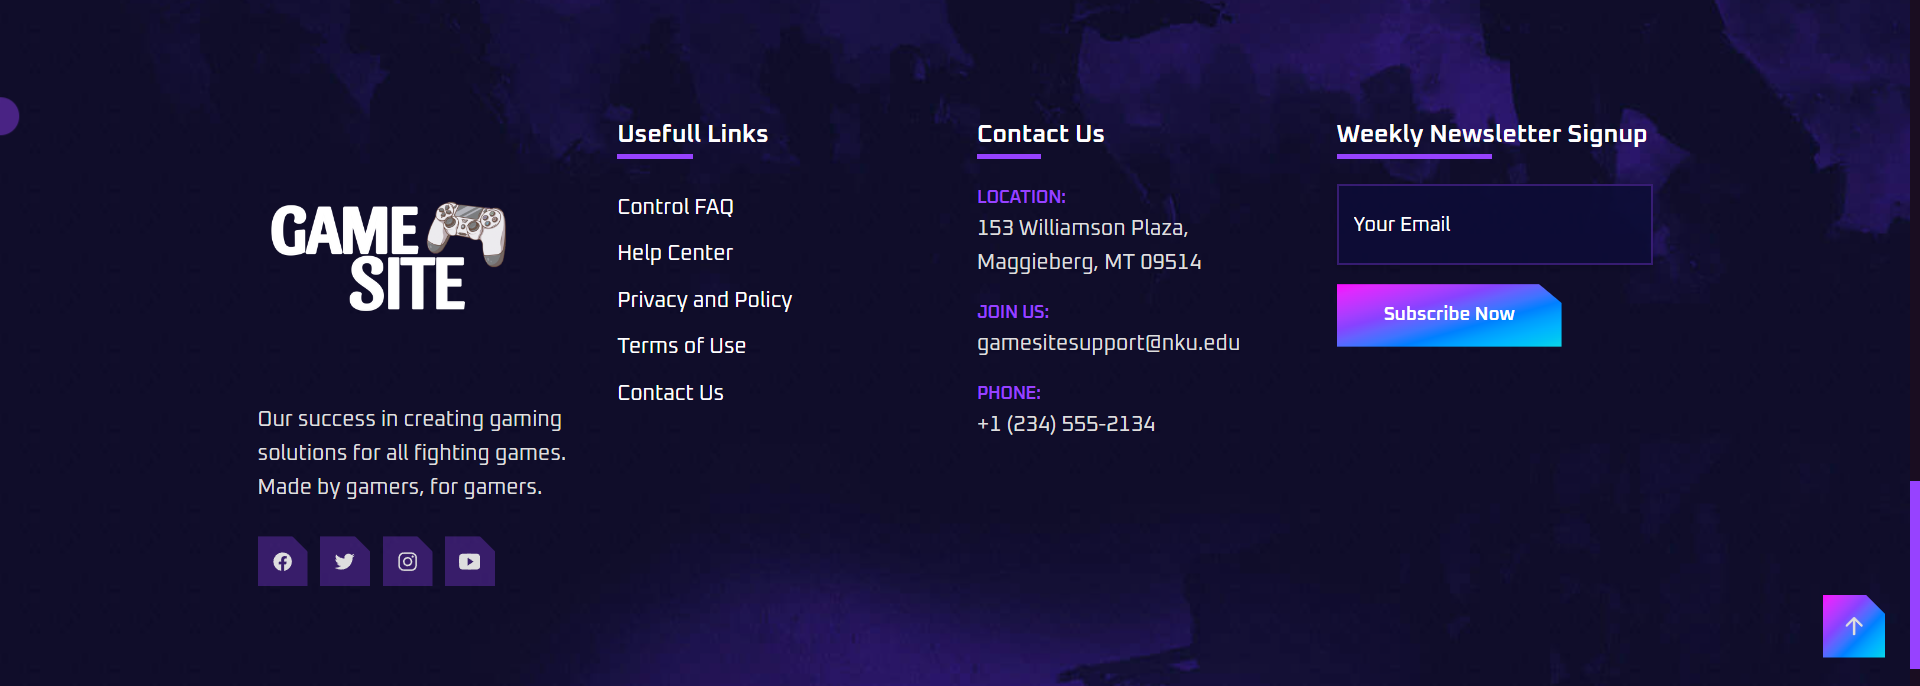 GAME
SITE
Our success in creating gaming
solutions for all fighting games.
Made by gamers, for gamers.
Usefull Links
Control FAQ
Help Center
Privacy and Policy
Terms of Use
Contact Us
Contact Us
LOCATION:
153 Williamson Plaza,
Maggieberg, MT 09514
JOIN US:
gamesitesupport@nku.edu
PHONE:
+1 (234) 555-2134
Weekly Newsletter Signup
Your Email
Subscribe Now